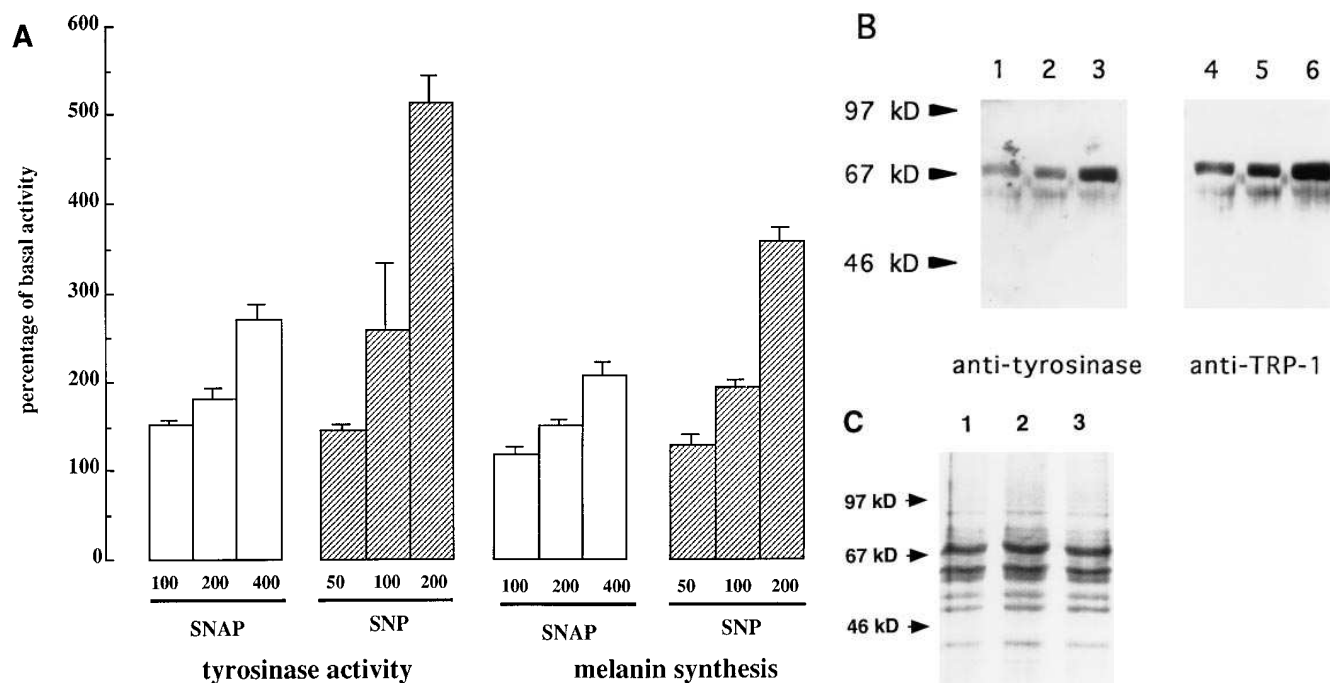 A
percentage of basal activity
600
500
400
300
200
100
0
100 200 400
SNAP
50 100 200
SNP
100 200 400
SNAP
50 100 200
SNP
tyrosinase activity
melanin synthesis
B
1 2 3
4 5 6
97 kD
67 kD
46 kD
anti-tyrosinase
anti-TRP-1
C
1 2 3
97 kD
67 kD
46 kD